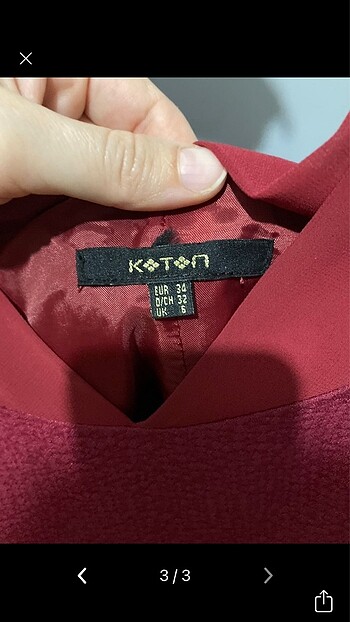 KOTON
EUR 34
D/CH 32
UK 6
3/3